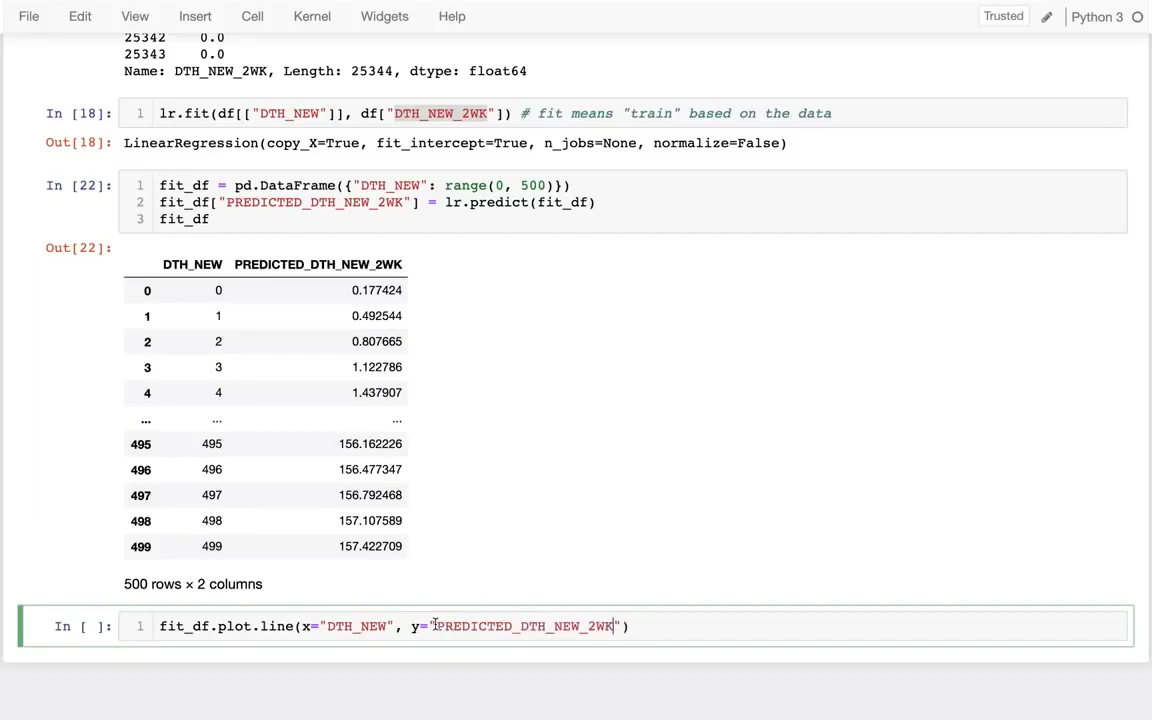 File Edit View Insert Cell Kernel Widgets Help Trusted Python 3
25342 0.0
25343 0.0
Name: DTH_NEW_2WK, Length: 25344, dtype: float64
In [18]: 1 lr.fit(df[["DTH_NEW"]], df["DTH_NEW_2WK"]) # fit means "train" based on the data
Out[18]: LinearRegression(copy_X=True, fit_intercept=True, n_jobs=None, normalize=False)
In [22]: 1 fit_df = pd.DataFrame({"DTH_NEW": range(0, 500)})
2 fit_df["PREDICTED_DTH_NEW_2WK"] = lr.predict(fit_df)
3 fit_df
Out[22]:
DTH_NEW PREDICTED_DTH_NEW_2WK
0 0 0.177424
1 1 0.492544
2 2 0.807665
3 3 1.122786
4 4 1.437907
... ... ...
495 495 156.162226
496 496 156.477347
497 497 156.792468
498 498 157.107589
499 499 157.422709
500 rows × 2 columns
In [ ]: 1 fit_df.plot.line(x="DTH_NEW", y="PREDICTED_DTH_NEW_2WK")